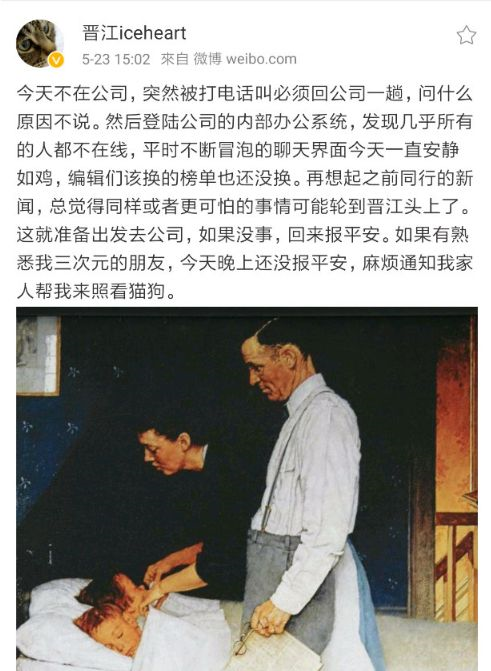 晋江iceheart
5-23 15:02 來自 微博 weibo.com
今天不在公司，突然被打电话叫必须回公司一趟，问什么
原因不说。然后登陆公司的内部办公系统，发现几乎所有
的人都不在线，平时不断冒泡的聊天界面今天一直安静
如鸡，编辑们该换的榜单也还没换。再想起之前同行的新
闻，总觉得同样或者更可怕的事情可能轮到晋江头上了。
这就准备出发去公司，如果没事，回来报平安。如果有熟
悉我三次元的朋友，今天晚上还没报平安，麻烦通知我家
人帮我来照看猫狗。